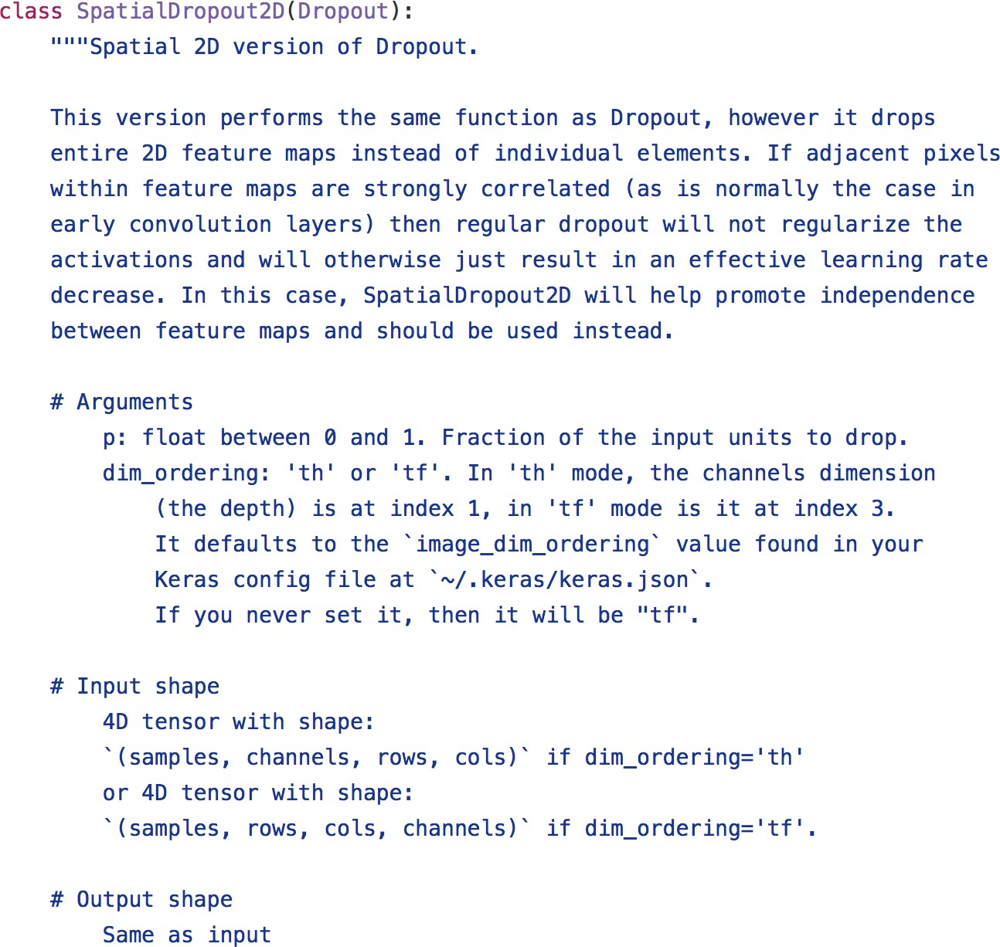 class SpatialDropout2D(Dropout):
"""Spatial 2D version of Dropout.
This version performs the same function as Dropout, however it drops
entire 2D feature maps instead of individual elements. If adjacent pixels
within feature maps are strongly correlated (as is normally the case in
early convolution layers) then regular dropout will not regularize the
activations and will otherwise just result in an effective learning rate
decrease. In this case, SpatialDropout2D will help promote independence
between feature maps and should be used instead.
# Arguments
p: float between 0 and 1. Fraction of the input units to drop.
dim_ordering: 'th' or 'tf'. In 'th' mode, the channels dimension
(the depth) is at index 1, in 'tf' mode is it at index 3.
It defaults to the `image_dim_ordering` value found in your
Keras config file at `~/.keras/keras.json`.
If you never set it, then it will be "tf".
# Input shape
4D tensor with shape:
`(samples, channels, rows, cols)` if dim_ordering='th'
or 4D tensor with shape:
`(samples, rows, cols, channels)` if dim_ordering='tf'.
# Output shape
Same as input